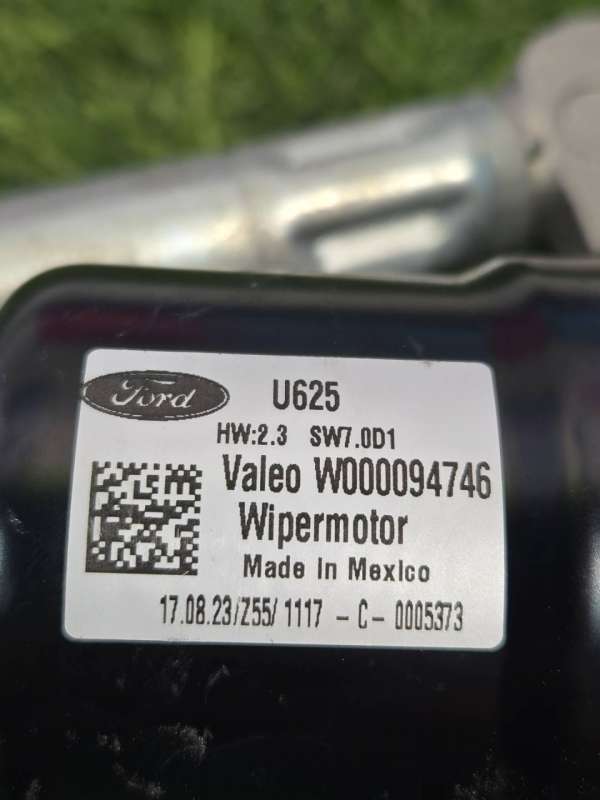 Ford
U625
HW:2.3 SW7.0D1
Valeo W000094746
Wipermotor
Made In Mexico
17.08.23/Z55/1117 - C - 0005373